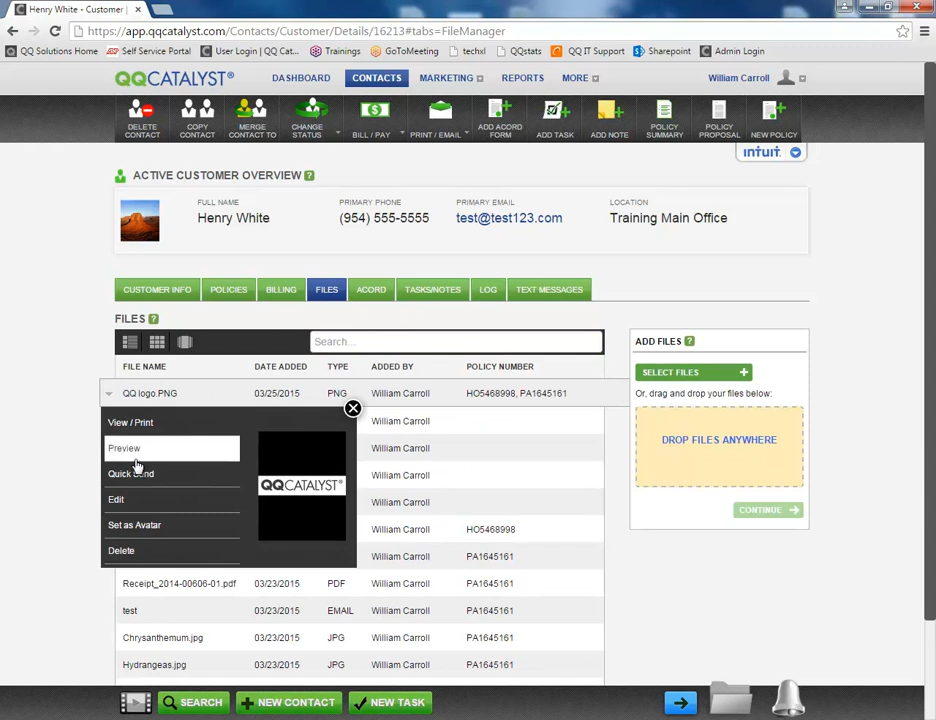 Henry White - Customer
https://app.qqcatalyst.com/Contacts/Customer/Details/16213#tabs=FileManager
QQ Solutions Home Self Service Portal User Login | QQ Cat... Trainings GoToMeeting techxl QQstats QQ IT Support Sharepoint Admin Login
QQCATALYST® DASHBOARD CONTACTS MARKETING REPORTS MORE William Carroll
DELETE CONTACT COPY CONTACT MERGE CONTACT TO CHANGE STATUS BILL / PAY PRINT / EMAIL ADD ACORD FORM ADD TASK ADD NOTE POLICY SUMMARY POLICY PROPOSAL NEW POLICY
intuit.
ACTIVE CUSTOMER OVERVIEW ?
FULL NAME PRIMARY PHONE PRIMARY EMAIL LOCATION
Henry White (954) 555-5555 test@test123.com Training Main Office
CUSTOMER INFO POLICIES BILLING FILES ACORD TASKS/NOTES LOG TEXT MESSAGES
FILES ?
Search...
FILE NAME DATE ADDED TYPE ADDED BY POLICY NUMBER
QQ logo.PNG 03/25/2015 PNG William Carroll HO5468998, PA1645161
View / Print William Carroll
Preview William Carroll
Quick Send William Carroll
QQCATALYST®
Edit William Carroll
Set as Avatar William Carroll HO5468998
Delete William Carroll PA1645161
Receipt_2014-00606-01.pdf 03/23/2015 PDF William Carroll PA1645161
test 03/23/2015 EMAIL William Carroll PA1645161
Chrysanthemum.jpg 03/23/2015 JPG William Carroll PA1645161
Hydrangeas.jpg 03/23/2015 JPG William Carroll PA1645161
ADD FILES ?
SELECT FILES +
Or, drag and drop your files below:
DROP FILES ANYWHERE
CONTINUE
SEARCH NEW CONTACT NEW TASK